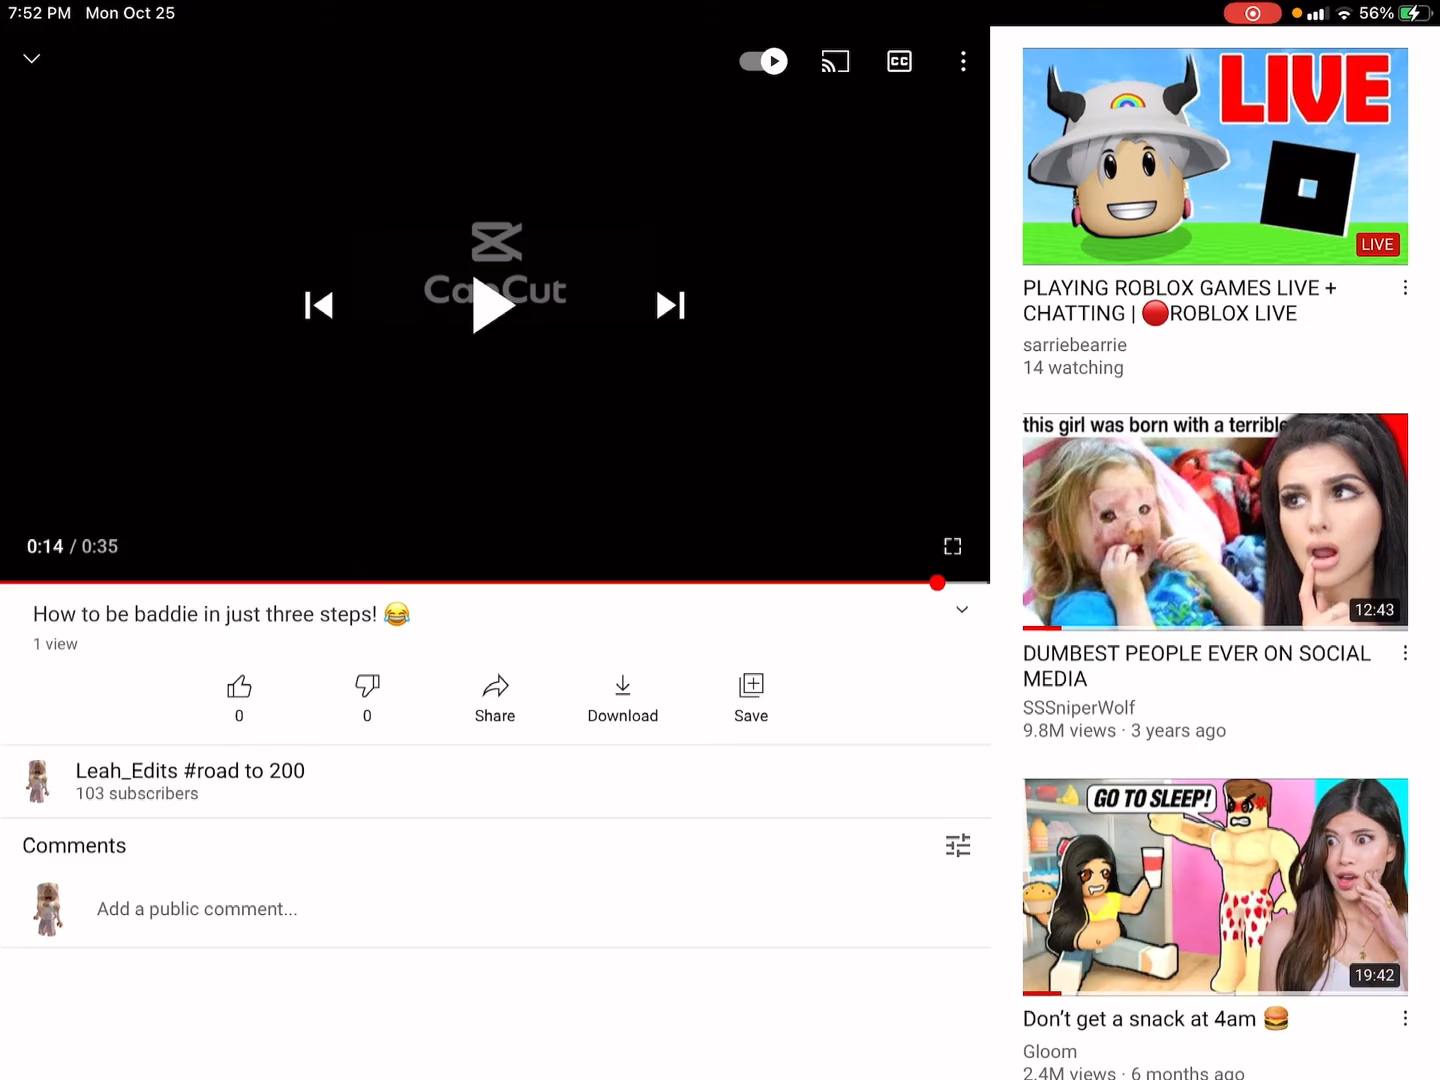 7:52 PM Mon Oct 25
56%
CC
CapCut
0:14 / 0:35
How to be baddie in just three steps! 😂
1 view
0
0
Share
Download
Save
Leah_Edits #road to 200
103 subscribers
Comments
Add a public comment...
LIVE
LIVE
PLAYING ROBLOX GAMES LIVE +
CHATTING | 🔴ROBLOX LIVE
sarriebearrie
14 watching
this girl was born with a terrible
12:43
DUMBEST PEOPLE EVER ON SOCIAL
MEDIA
SSSniperWolf
9.8M views · 3 years ago
GO TO SLEEP!
19:42
Don’t get a snack at 4am 🍔
Gloom
2.4M views · 6 months ago